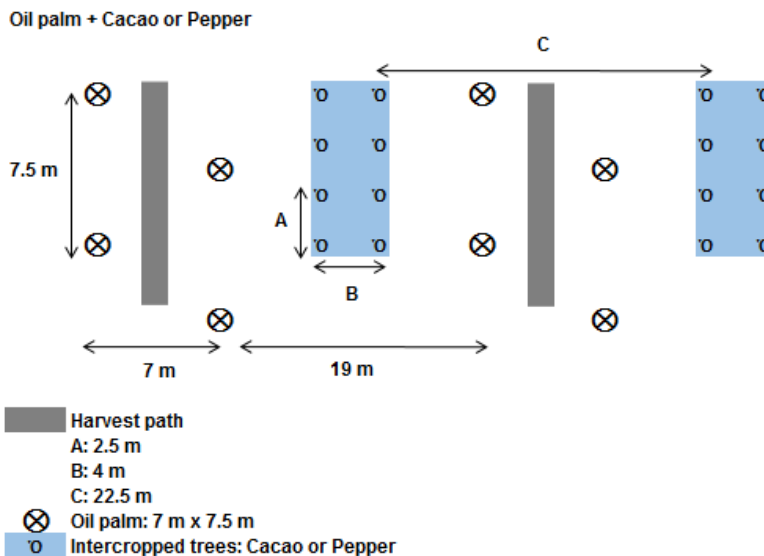 Oil palm + Cacao or Pepper
C
7.5 m
A
B
7 m
19 m
Harvest path
A: 2.5 m
B: 4 m
C: 22.5 m
Oil palm: 7 m x 7.5 m
Intercropped trees: Cacao or Pepper